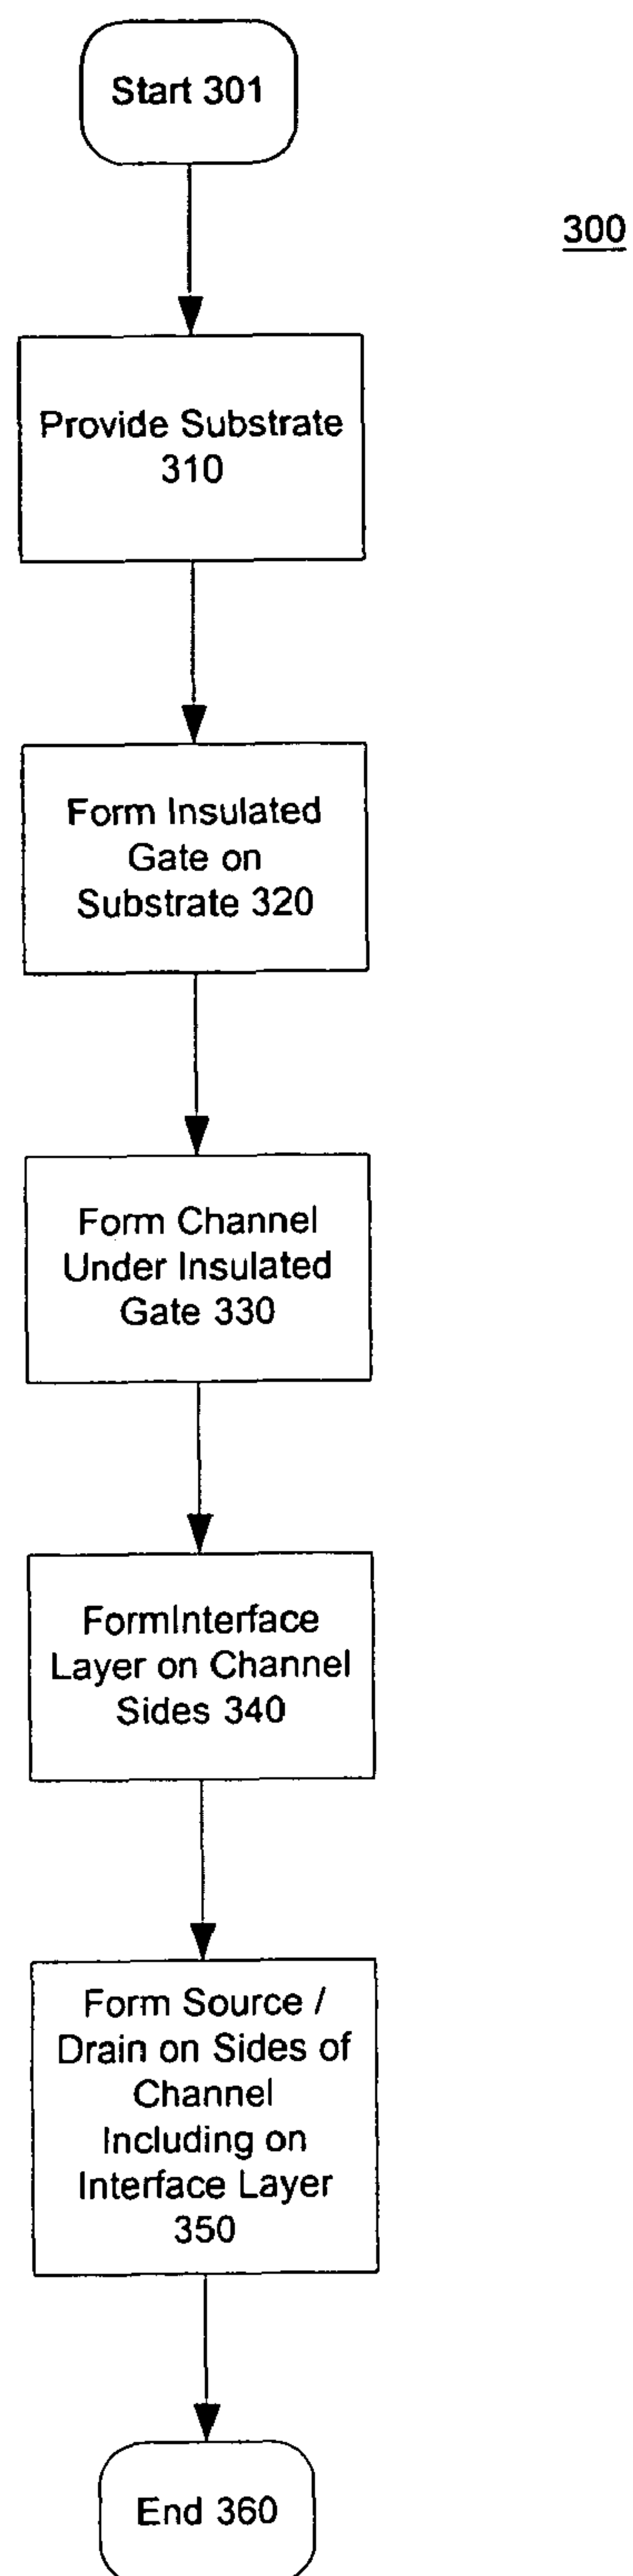 Start 301
300
Provide Substrate
310
Form Insulated
Gate on
Substrate 320
Form Channel
Under Insulated
Gate 330
FormInterface
Layer on Channel
Sides 340
Form Source /
Drain on Sides of
Channel
Including on
Interface Layer
350
End 360